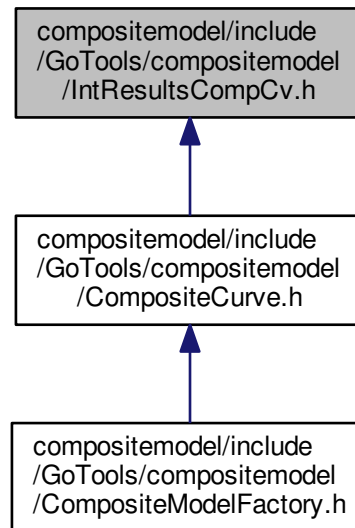 compositemodel/include
/GoTools/compositemodel
/IntResultsCompCv.h
compositemodel/include
/GoTools/compositemodel
/CompositeCurve.h
compositemodel/include
/GoTools/compositemodel
/CompositeModelFactory.h